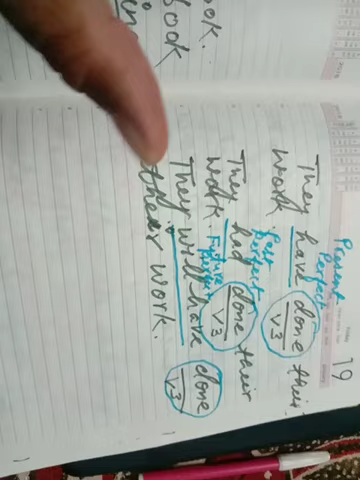 ook.
book
19
Present
Perfect
They have done their
V3
work
Past
Perfect
They had done their
V3
work
Future
Perfect
They will have done
V3
their work.